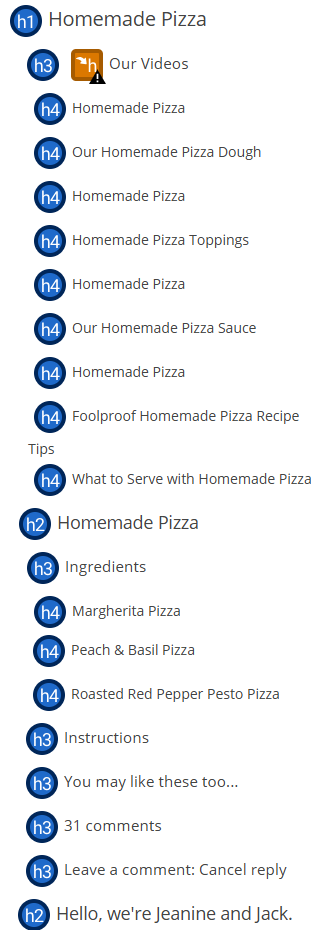 h1 Homemade Pizza
h3 h Our Videos
h4 Homemade Pizza
h4 Our Homemade Pizza Dough
h4 Homemade Pizza
h4 Homemade Pizza Toppings
h4 Homemade Pizza
h4 Our Homemade Pizza Sauce
h4 Homemade Pizza
h4 Foolproof Homemade Pizza Recipe
Tips
h4 What to Serve with Homemade Pizza
h2 Homemade Pizza
h3 Ingredients
h4 Margherita Pizza
h4 Peach & Basil Pizza
h4 Roasted Red Pepper Pesto Pizza
h3 Instructions
h3 You may like these too...
h3 31 comments
h3 Leave a comment: Cancel reply
h2 Hello, we're Jeanine and Jack.